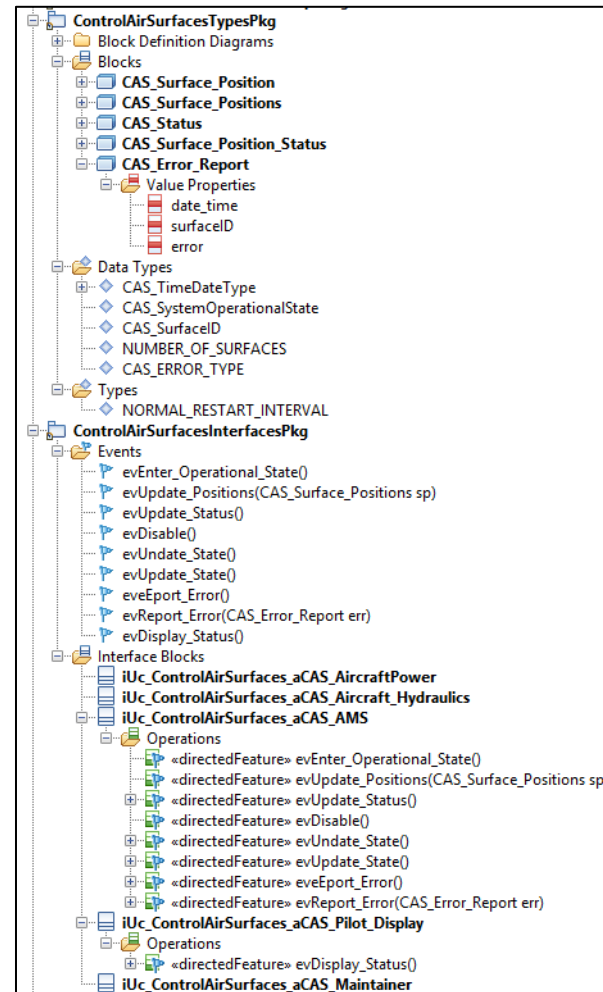 ControlAirSurfacesTypesPkg
Block Definition Diagrams
Blocks
CAS_Surface_Position
CAS_Surface_Positions
CAS_Status
CAS_Surface_Position_Status
CAS_Error_Report
Value Properties
date_time
surfaceID
error
Data Types
CAS_TimeDateType
CAS_SystemOperationalState
CAS_SurfaceID
NUMBER_OF_SURFACES
CAS_ERROR_TYPE
Types
NORMAL_RESTART_INTERVAL
ControlAirSurfacesInterfacesPkg
Events
evEnter_Operational_State()
evUpdate_Positions(CAS_Surface_Positions sp)
evUpdate_Status()
evDisable()
evUndate_State()
evUpdate_State()
eveEport_Error()
evReport_Error(CAS_Error_Report err)
evDisplay_Status()
Interface Blocks
iUc_ControlAirSurfaces_aCAS_AircraftPower
iUc_ControlAirSurfaces_aCAS_Aircraft_Hydraulics
iUc_ControlAirSurfaces_aCAS_AMS
Operations
«directedFeature» evEnter_Operational_State()
«directedFeature» evUpdate_Positions(CAS_Surface_Positions sp
«directedFeature» evUpdate_Status()
«directedFeature» evDisable()
«directedFeature» evUndate_State()
«directedFeature» evUpdate_State()
«directedFeature» eveEport_Error()
«directedFeature» evReport_Error(CAS_Error_Report err)
iUc_ControlAirSurfaces_aCAS_Pilot_Display
Operations
«directedFeature» evDisplay_Status()
iUc_ControlAirSurfaces_aCAS_Maintainer